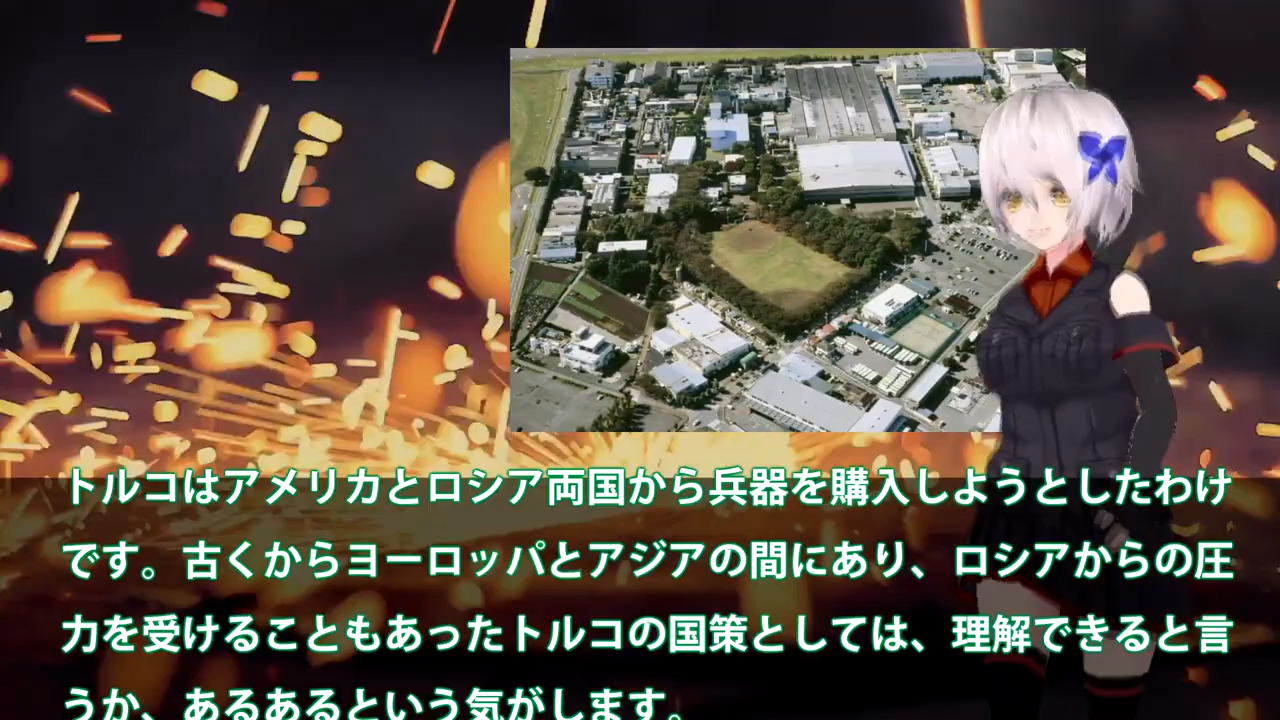 トルコはアメリカとロシア両国から兵器を購入しようとしたわけ
です。古くからヨーロッパとアジアの間にあり、ロシアからの圧
力を受けることもあったトルコの国策としては、理解できると言
うか、あるあるという気がします。